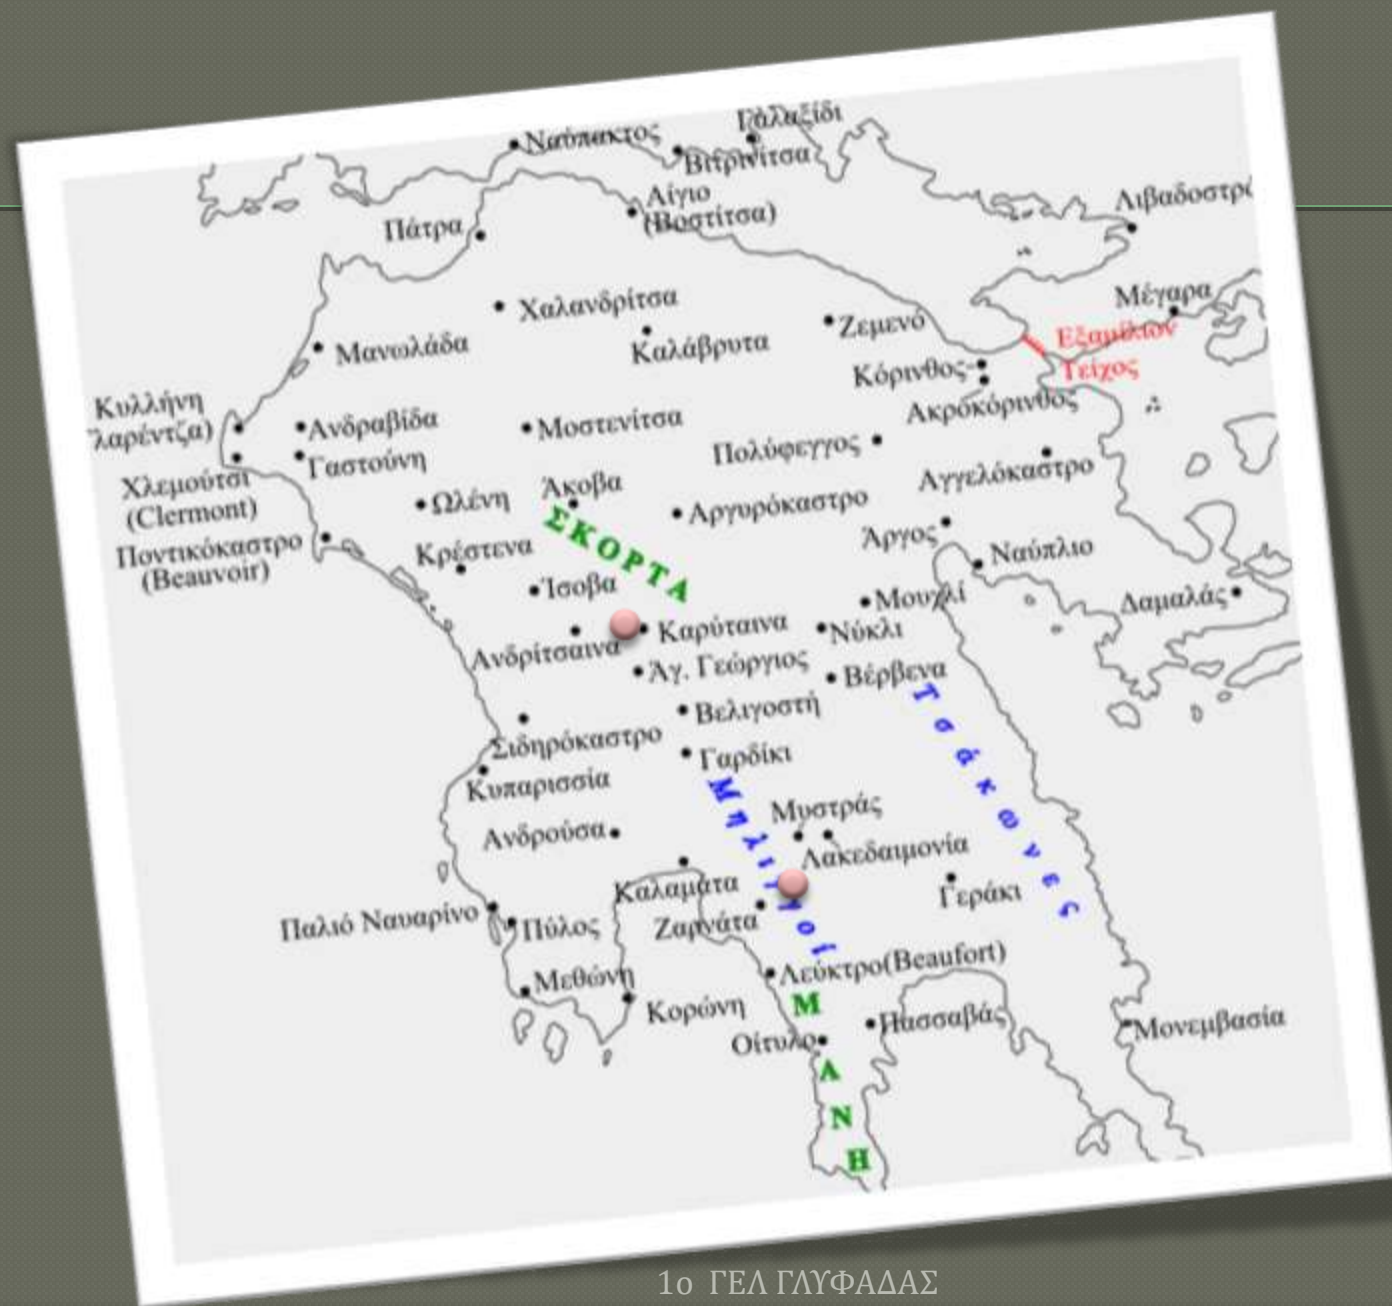 Γαλαξίδι
Ναύπακτος
Βιτρινίτσα
Αίγιο
(Βοστίτσα)
Πάτρα
Μέγαρα
Χαλανδρίτσα
Ζεμενό
Εξαμίλιον
Τείχος
Καλάβρυτα
Μανωλάδα
Κόρινθος
Ακροκόρινθος
Κυλλήνη
Ανδραβίδα
Μοστενίτσα
Γαστούνη
Πολύφεγγος
Αγγελόκαστρο
Χλεμούτσι
(Clermont)
Ωλένη
Άκοβα
Αργυρόκαστρο
ΣΚΟΡΤΑ
Άργος
Ναύπλιο
Ποντικόκαστρο
(Beauvoir)
Κρέστενα
Ίσοβα
Μουχλί
Δαμαλάς
Καρύταινα
Νύκλι
Ανδρίτσαινα
Άγ. Γεώργιος
Βέρβενα
Τσάκωνες
Βελιγοστή
Σιδηρόκαστρο
Γαρδίκι
Κυπαρισσία
Μηλιγγοί
Μυστράς
Ανδρούσα
Λακεδαιμονία
Καλαμάτα
Γεράκι
Παλιό Ναυαρίνο
Πύλος
Ζαρνάτα
Λεύκτρο(Beaufort)
Μεθώνη
Κορώνη
ΜΑΝΗ
Πασσαβάς
Μονεμβασία
Οίτυλο
1ο ΓΕΛ ΓΛΥΦΑΔΑΣ